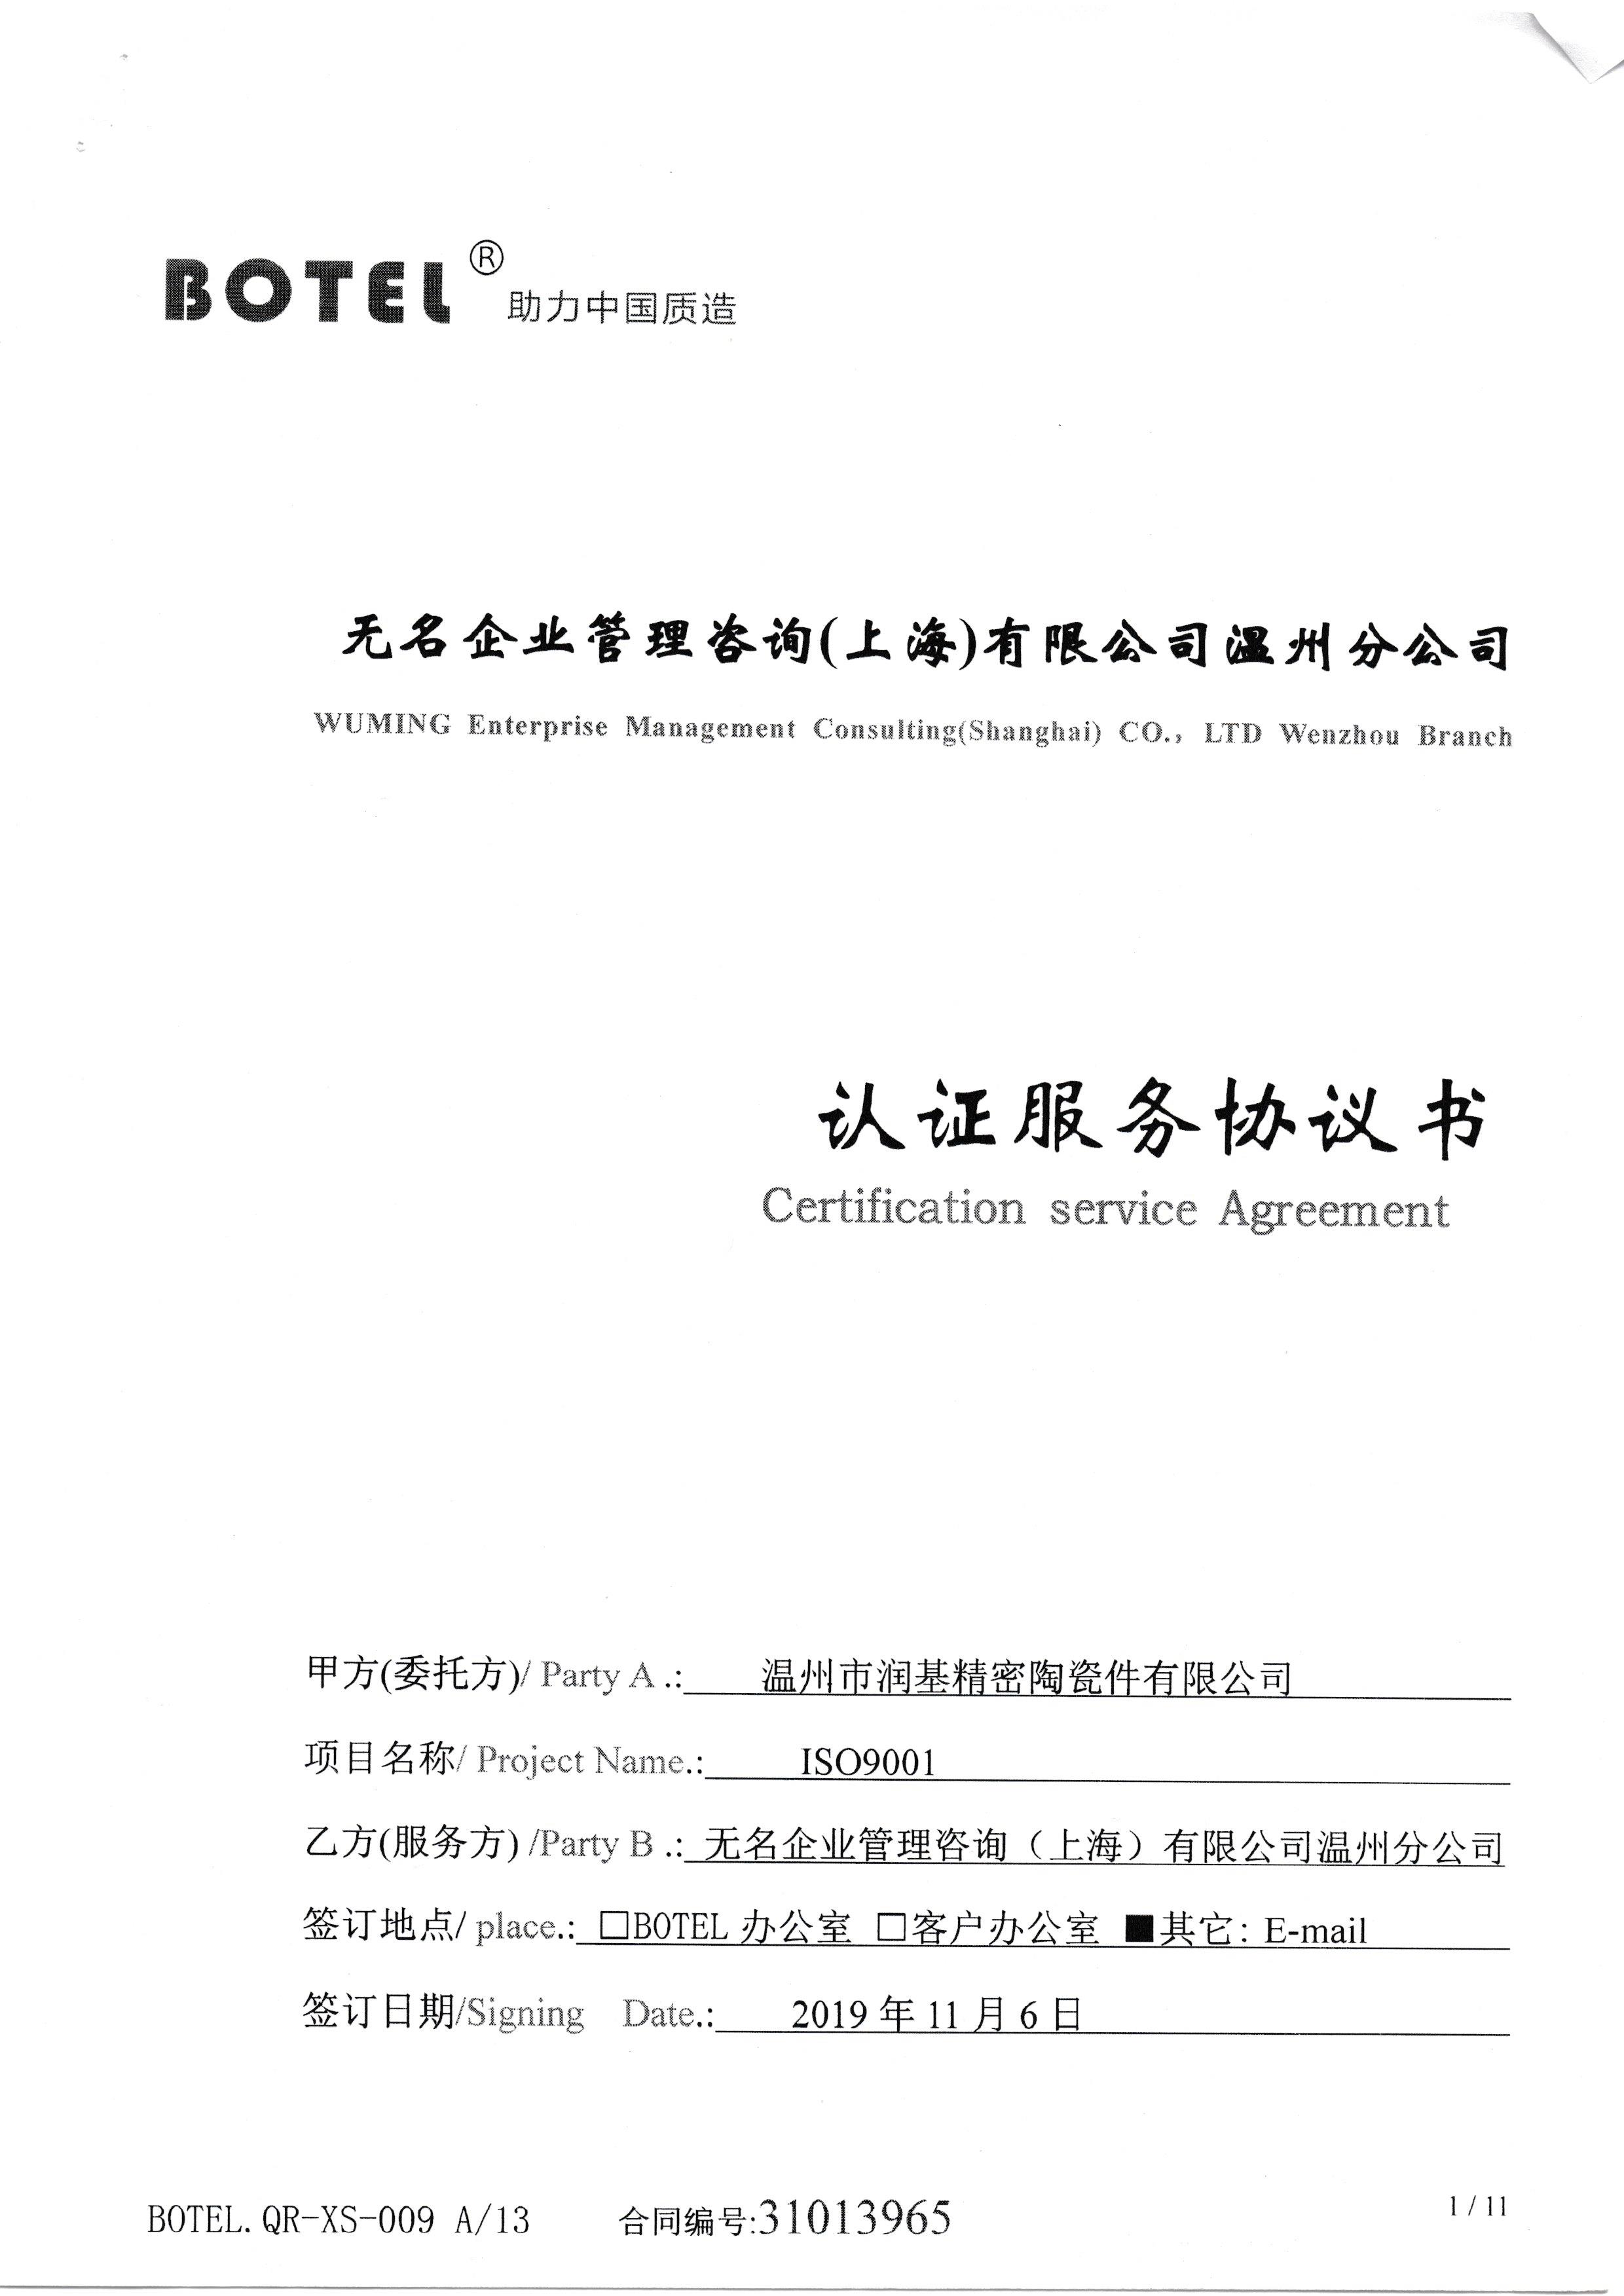 BOTEL® 助力中国质造
无名企业管理咨询(上海)有限公司温州分公司
WUMING Enterprise Management Consulting(Shanghai) CO., LTD Wenzhou Branch
认证服务协议书
Certification service Agreement
甲方(委托方)/ Party A .: 温州市润基精密陶瓷件有限公司
项目名称/ Project Name.: ISO9001
乙方(服务方) /Party B .: 无名企业管理咨询（上海）有限公司温州分公司
签订地点/ place.: □BOTEL 办公室 □客户办公室 ■其它: E-mail
签订日期/Signing Date.: 2019 年 11 月 6 日
BOTEL.QR-XS-009 A/13 合同编号:31013965 1 / 11